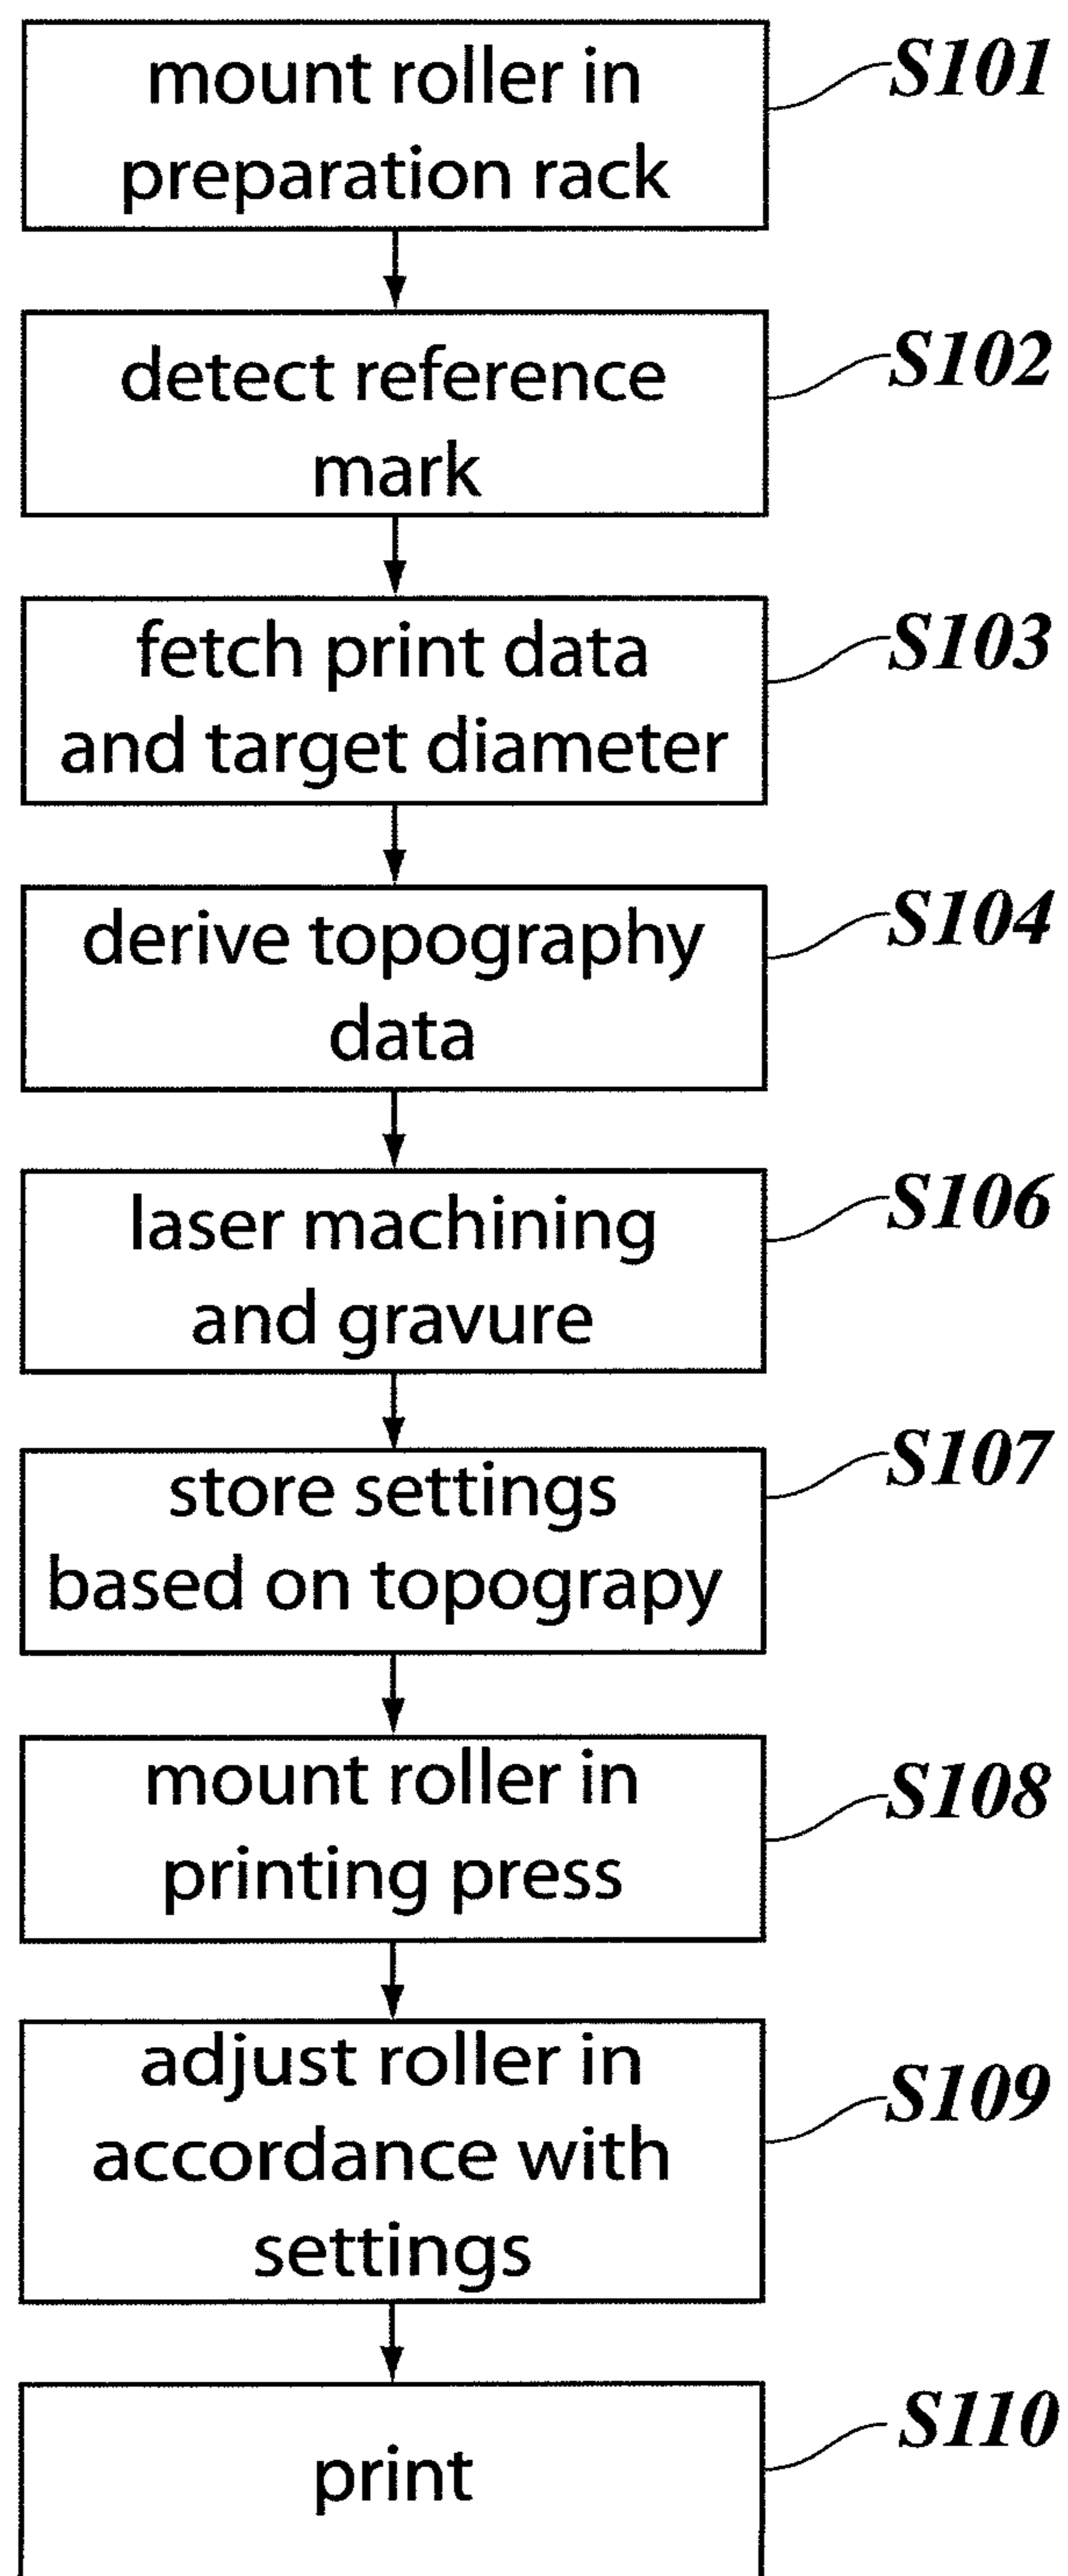 mount roller in
preparation rack
S101
detect reference
mark
S102
fetch print data
and target diameter
S103
derive topography
data
S104
laser machining
and gravure
S106
store settings
based on topograpy
S107
mount roller in
printing press
S108
adjust roller in
accordance with
settings
S109
print
S110